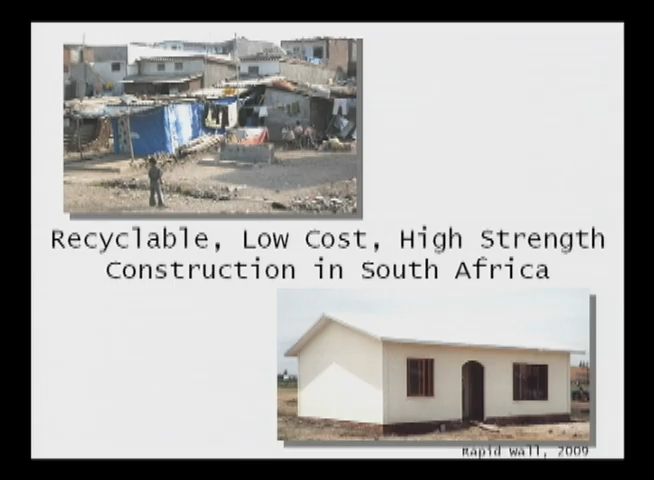 Recyclable, Low Cost, High Strength
Construction in South Africa
Rapid Wall, 2009